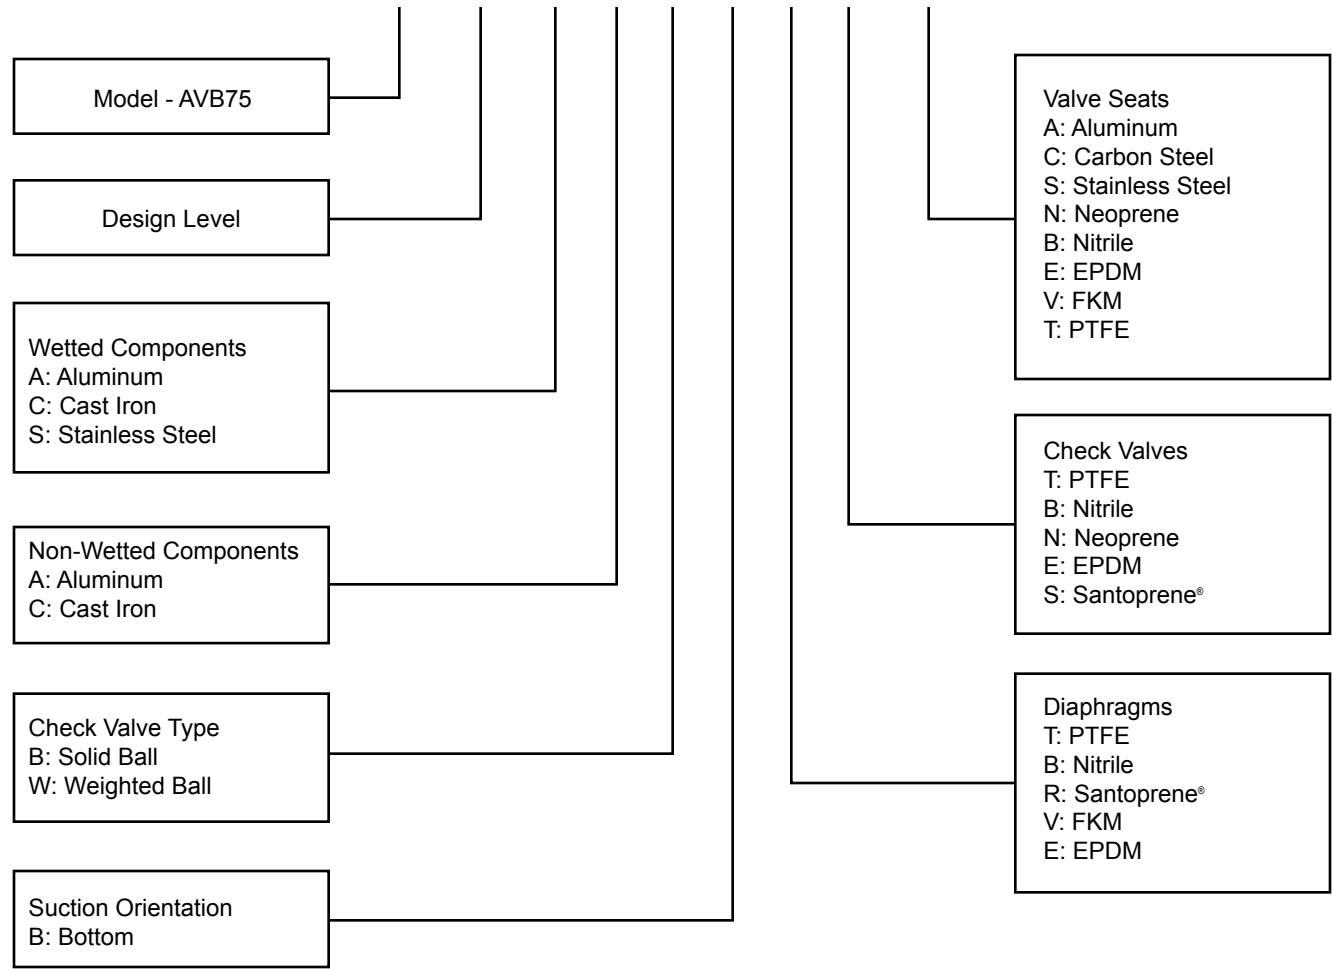 Model - AVB75
Design Level
Wetted Components
A: Aluminum
C: Cast Iron
S: Stainless Steel
Non-Wetted Components
A: Aluminum
C: Cast Iron
Check Valve Type
B: Solid Ball
W: Weighted Ball
Suction Orientation
B: Bottom
Valve Seats
A: Aluminum
C: Carbon Steel
S: Stainless Steel
N: Neoprene
B: Nitrile
E: EPDM
V: FKM
T: PTFE
Check Valves
T: PTFE
B: Nitrile
N: Neoprene
E: EPDM
S: Santoprene®
Diaphragms
T: PTFE
B: Nitrile
R: Santoprene®
V: FKM
E: EPDM